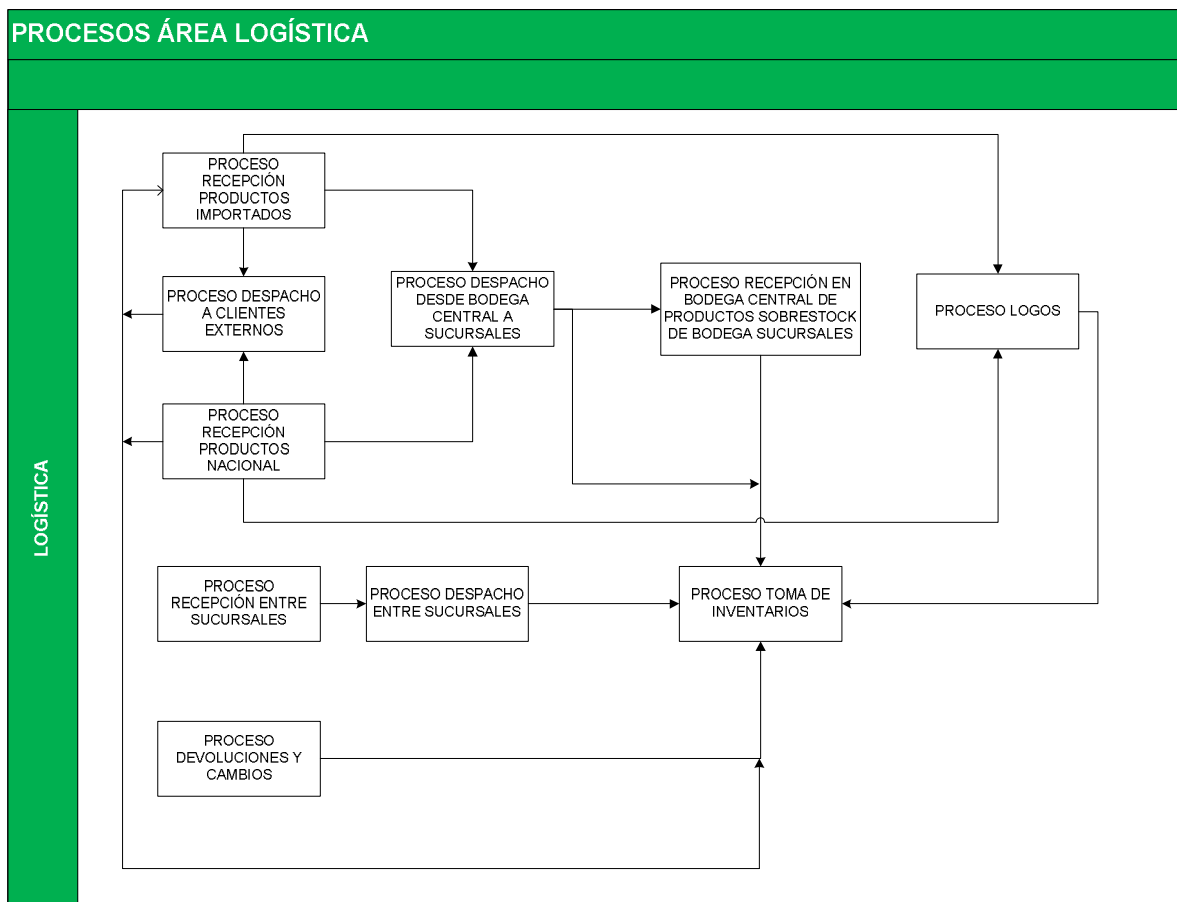 PROCESOS ÁREA LOGÍSTICA
LOGÍSTICA
PROCESO
RECEPCIÓN
PRODUCTOS
IMPORTADOS
PROCESO DESPACHO
A CLIENTES
EXTERNOS
PROCESO DESPACHO
DESDE BODEGA
CENTRAL A
SUCURSALES
PROCESO RECEPCIÓN EN
BODEGA CENTRAL DE
PRODUCTOS SOBRESTOCK
DE BODEGA SUCURSALES
PROCESO LOGOS
PROCESO
RECEPCIÓN
PRODUCTOS
NACIONAL
PROCESO
RECEPCIÓN ENTRE
SUCURSALES
PROCESO DESPACHO
ENTRE SUCURSALES
PROCESO TOMA DE
INVENTARIOS
PROCESO
DEVOLUCIONES Y
CAMBIOS